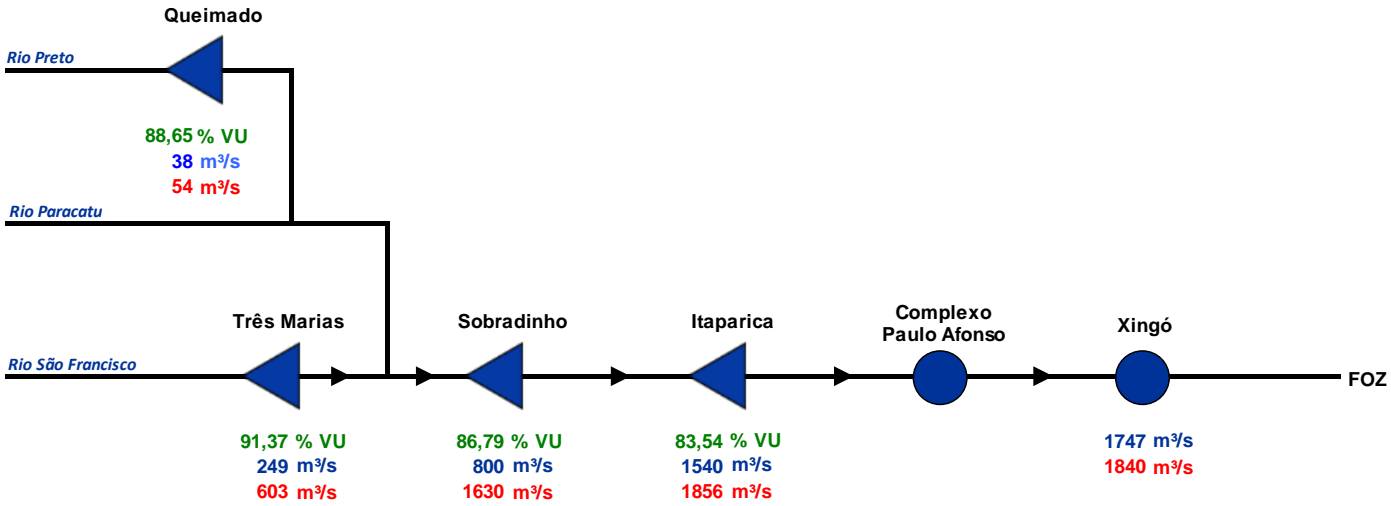 Queimado
Rio Preto
88,65 % VU
38 m³/s
54 m³/s
Rio Paracatu
Três Marias
Sobradinho
Itaparica
Complexo
Paulo Afonso
Xingó
Rio São Francisco
FOZ
91,37 % VU
249 m³/s
603 m³/s
86,79 % VU
800 m³/s
1630 m³/s
83,54 % VU
1540 m³/s
1856 m³/s
1747 m³/s
1840 m³/s